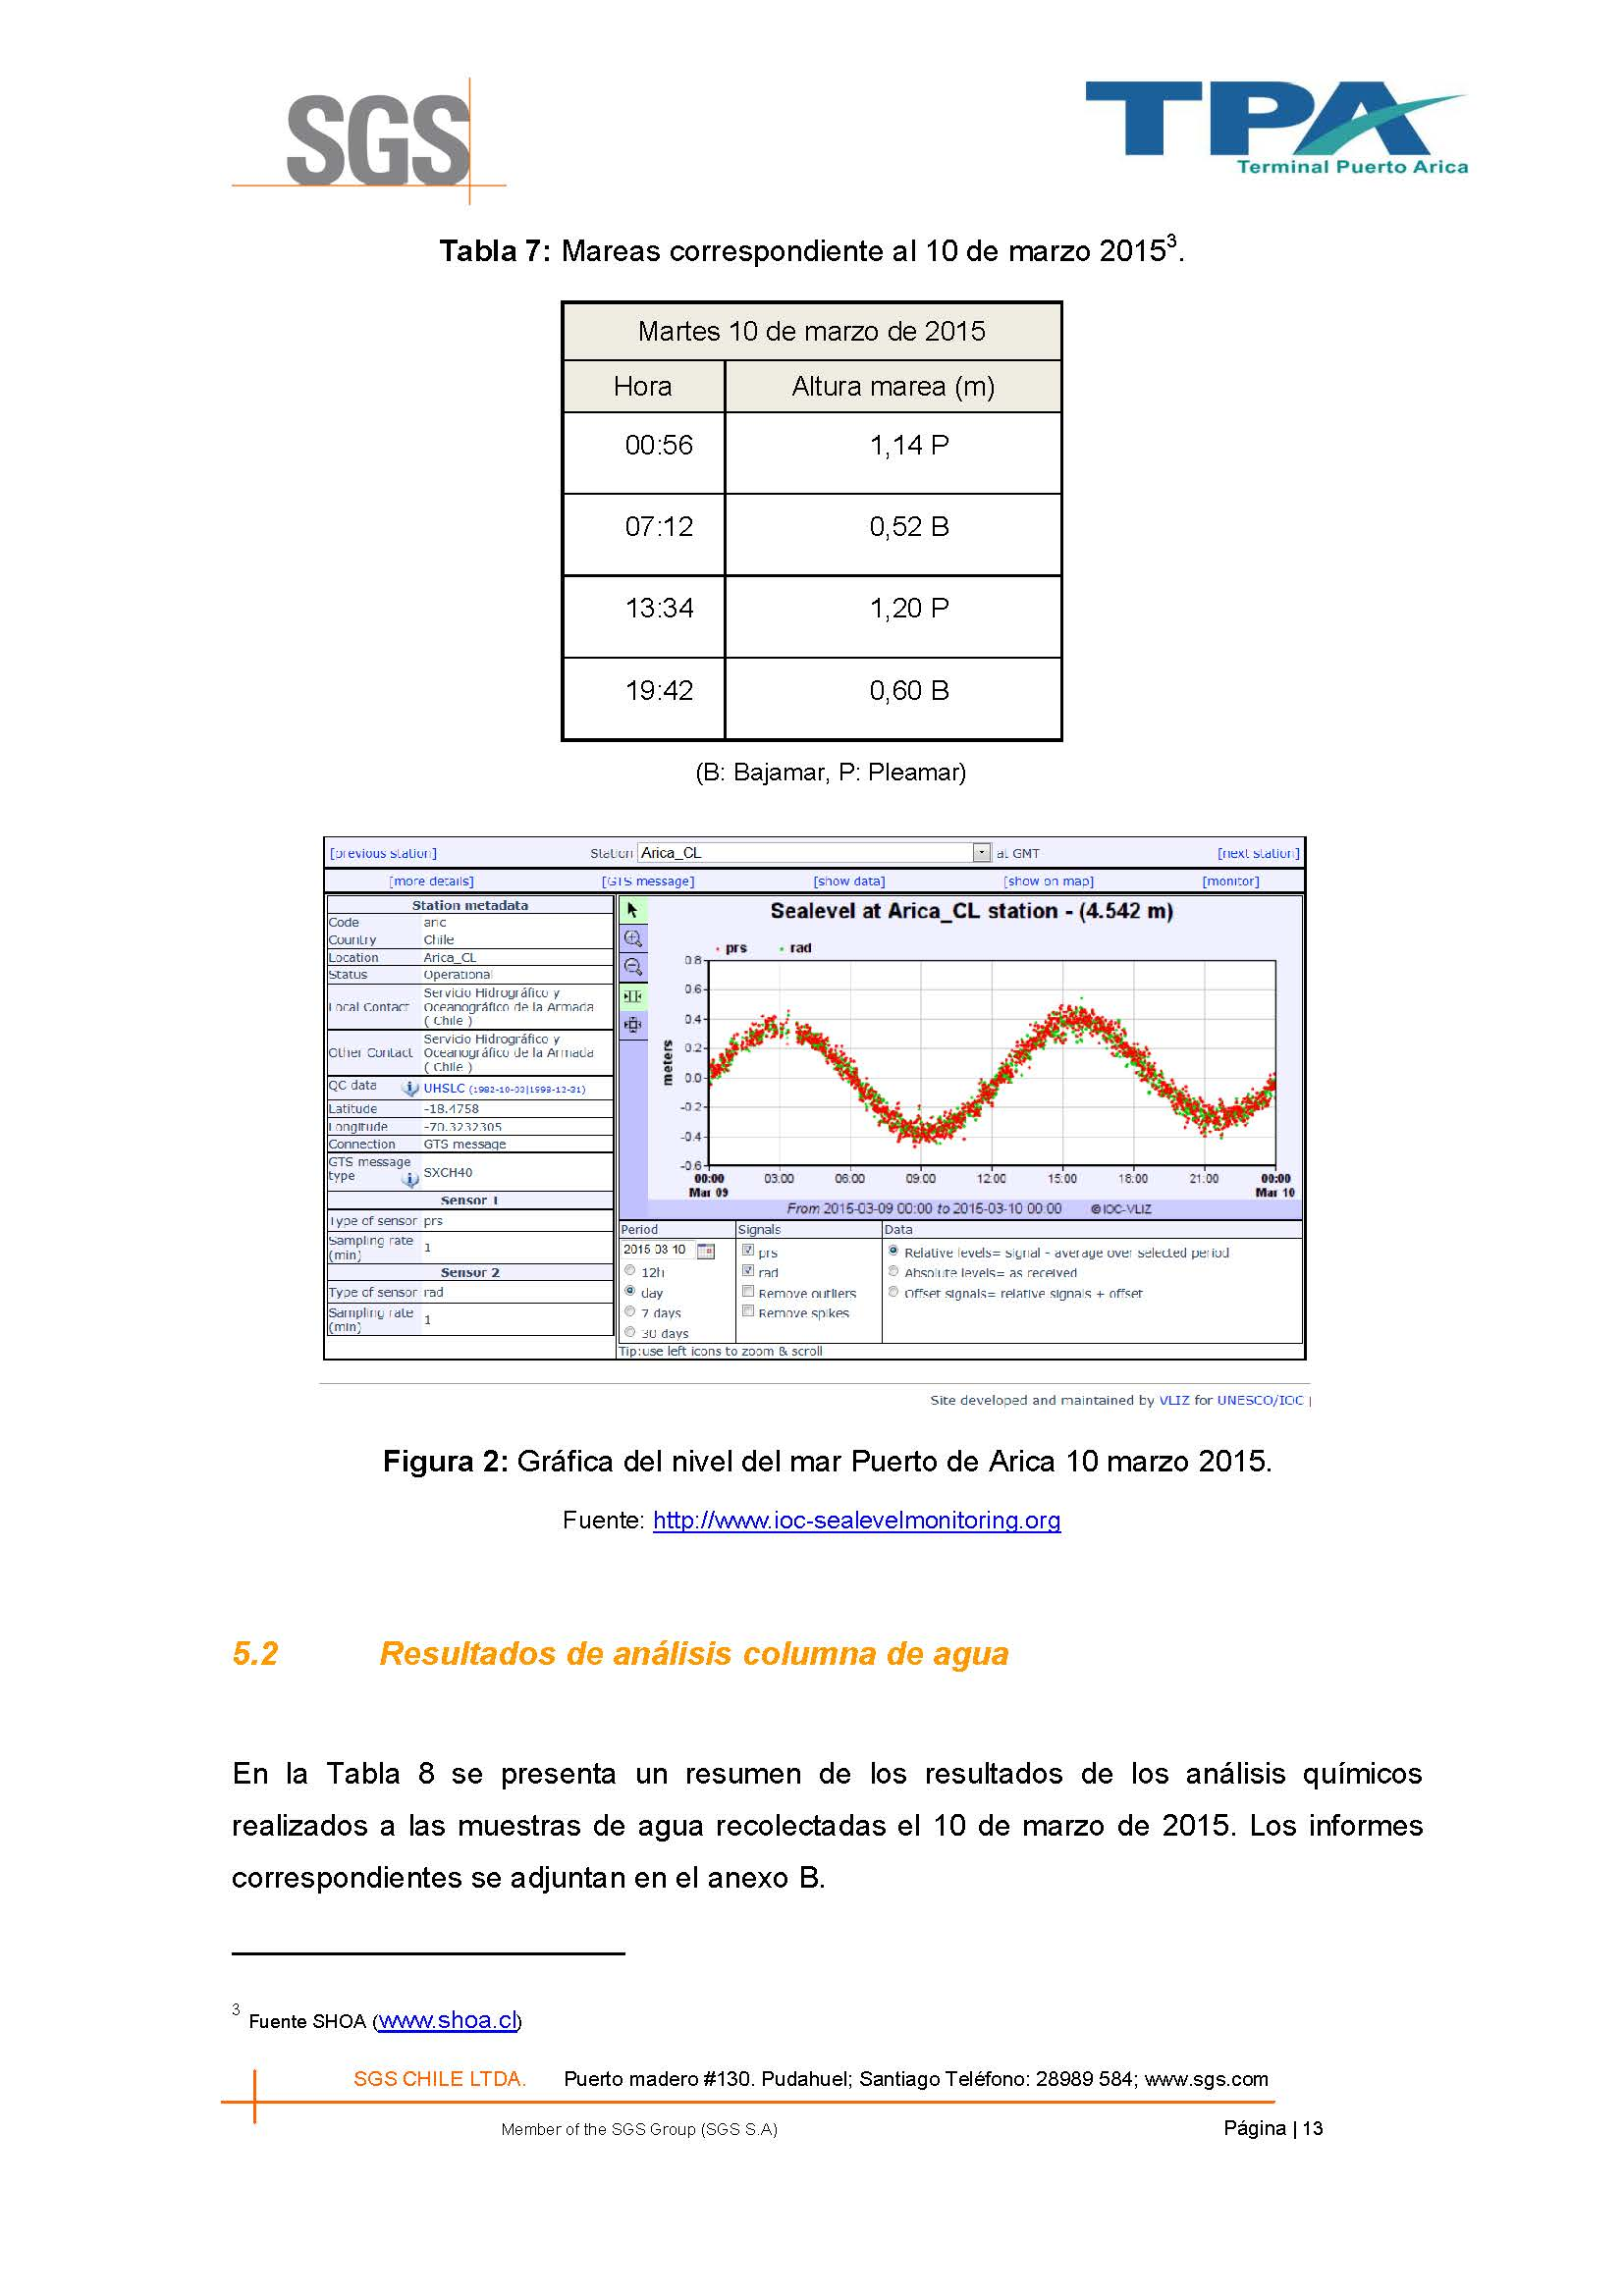 SGS
TPA
Terminal Puerto Arica
Tabla 7: Mareas correspondiente al 10 de marzo 2015³.
Martes 10 de marzo de 2015
Hora Altura marea (m)
00:56 1,14 P
07:12 0,52 B
13:34 1,20 P
19:42 0,60 B
(B: Bajamar, P: Pleamar)
[previous station] Station Arica_CL at GMT [next station]
[more details] [GTS message] [show data] [show on map] [monitor]
Station metadata
Code aric
Country Chile
Location Arica_CL
Status Operational
Local Contact Servicio Hidrográfico y
Oceanográfico de la Armada
( Chile )
Other Contact Servicio Hidrográfico y
Oceanográfico de la Armada
( Chile )
QC data UHSLC (1982-10-03|1998-12-31)
Latitude -18.4758
Longitude -70.3232305
Connection GTS message
GTS message
type SXCH40
Sensor 1
Type of sensor prs
Sampling rate
(min) 1
Sensor 2
Type of sensor rad
Sampling rate
(min) 1
Sealevel at Arica_CL station - (4.542 m)
prs rad
meters
0.8
0.6
0.4
0.2
0.0
-0.2
-0.4
-0.6
00:00 03:00 06:00 09:00 12:00 15:00 18:00 21:00 00:00
Mar 09 Mar 10
From 2015-03-09 00:00 to 2015-03-10 00:00 ©IOC-VLIZ
Period Signals Data
2015 03 10 prs Relative levels= signal - average over selected period
12h rad Absolute levels= as received
day Remove outliers Offset signals= relative signals + offset
7 days Remove spikes
30 days
Tip:use left icons to zoom & scroll
Site developed and maintained by VLIZ for UNESCO/IOC |
Figura 2: Gráfica del nivel del mar Puerto de Arica 10 marzo 2015.
Fuente: http://www.ioc-sealevelmonitoring.org
5.2 Resultados de análisis columna de agua
En la Tabla 8 se presenta un resumen de los resultados de los análisis químicos
realizados a las muestras de agua recolectadas el 10 de marzo de 2015. Los informes
correspondientes se adjuntan en el anexo B.
³ Fuente SHOA (www.shoa.cl)
SGS CHILE LTDA. Puerto madero #130. Pudahuel; Santiago Teléfono: 28989 584; www.sgs.com
Member of the SGS Group (SGS S.A) Página | 13